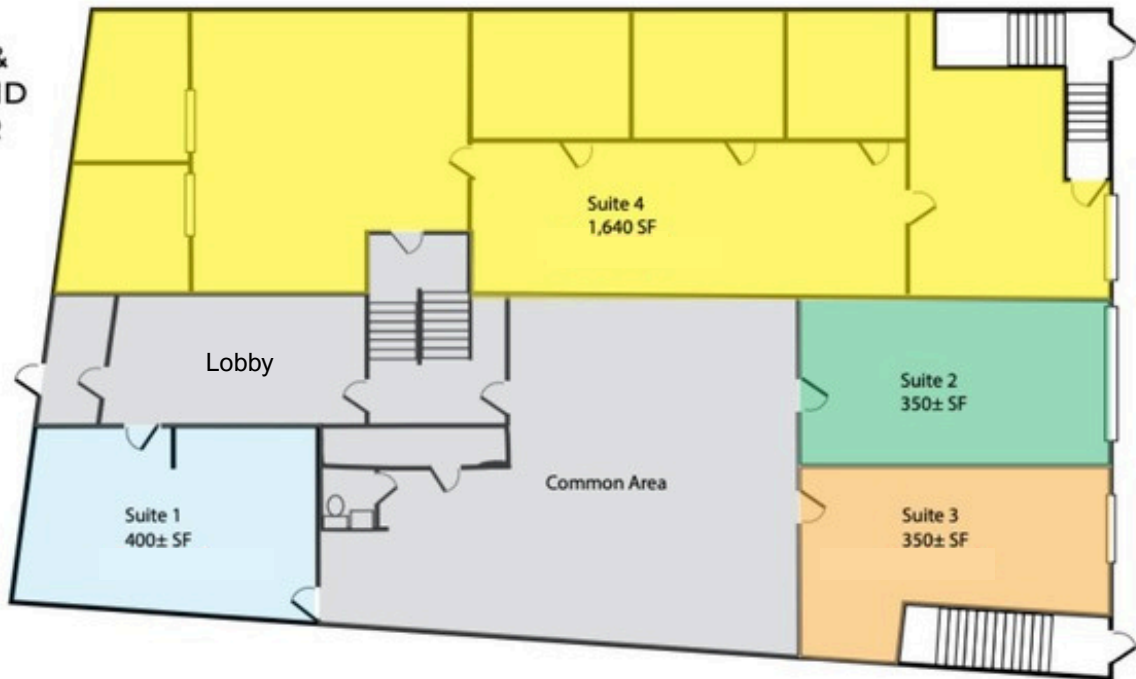 &
Suite 4
1,640 SF
Lobby
Suite 2
350± SF
Common Area
Suite 1
400± SF
Suite 3
350± SF